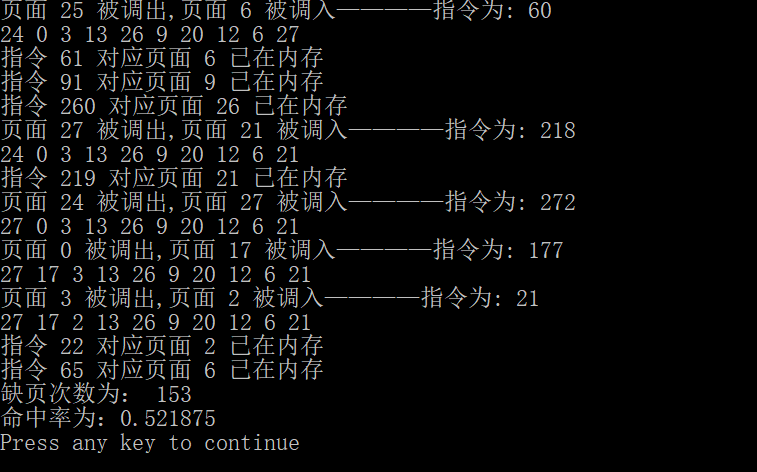 页面 25 被调出,页面 6 被调入————指令为: 60
24 0 3 13 26 9 20 12 6 27
指令 61 对应页面 6 已在内存
指令 91 对应页面 9 已在内存
指令 260 对应页面 26 已在内存
页面 27 被调出,页面 21 被调入————指令为: 218
24 0 3 13 26 9 20 12 6 21
指令 219 对应页面 21 已在内存
页面 24 被调出,页面 27 被调入————指令为: 272
27 0 3 13 26 9 20 12 6 21
页面 0 被调出,页面 17 被调入————指令为: 177
27 17 3 13 26 9 20 12 6 21
页面 3 被调出,页面 2 被调入————指令为: 21
27 17 2 13 26 9 20 12 6 21
指令 22 对应页面 2 已在内存
指令 65 对应页面 6 已在内存
缺页次数为： 153
命中率为：0.521875
Press any key to continue